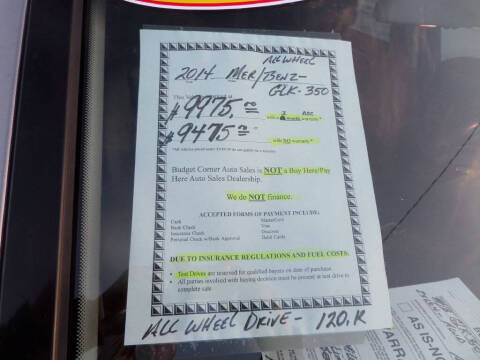 ALL WHEEL
2014 MER/BENZ-
GLK-350
$9975.00
$9475.00 with NO warranty*
Budget Corner Auto Sales is NOT a Buy Here/Pay
Here Auto Sales Dealership.
We do NOT finance.
ACCEPTED FORMS OF PAYMENT INCLUDE:
Cash MasterCard
Bank Check Visa
Insurance Check Discover
Personal Check w/Bank Approval Debit Cards
DUE TO INSURANCE REGULATIONS AND FUEL COSTS:
• Test Drives are reserved for qualified buyers on date of purchase.
• All parties involved with buying decision must be present at test drive to
complete sale
ALL WHEEL DRIVE - 120,K
AS IS-NO
WARR